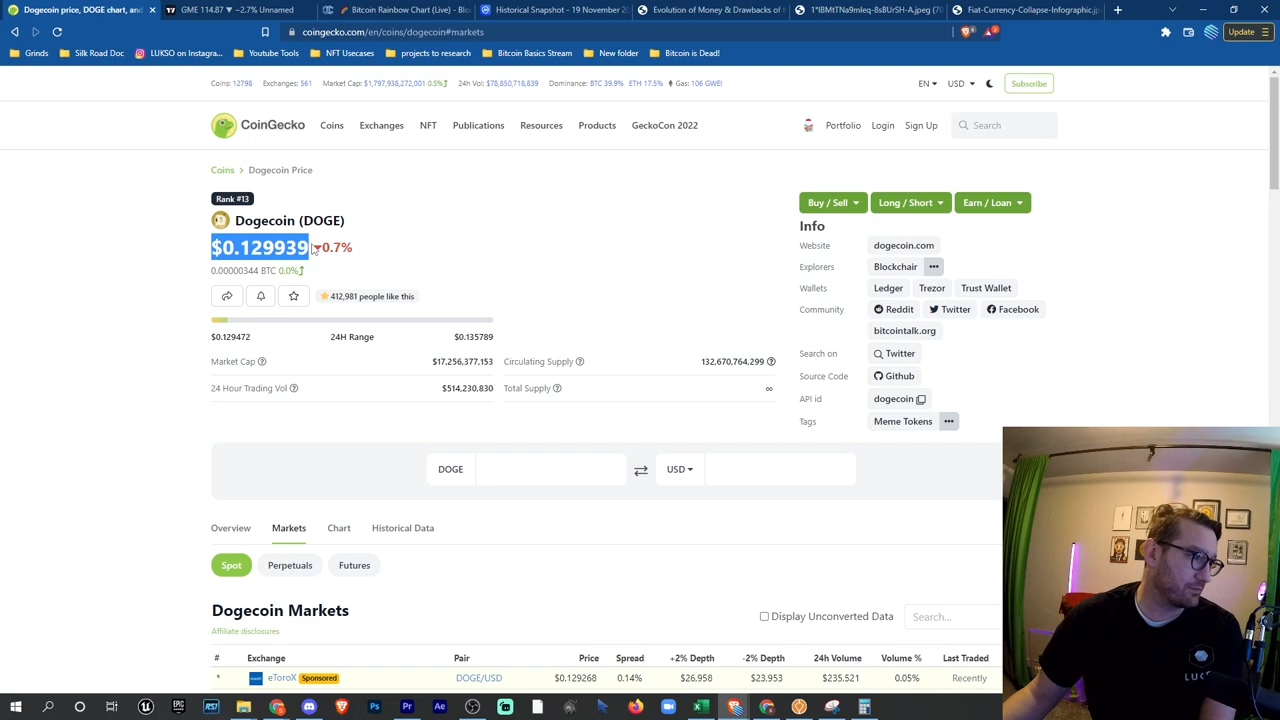 Dogecoin price, DOGE chart, and
GME 114.87 ▼ −2.7% Unnamed
Bitcoin Rainbow Chart (Live) - Bloc
Historical Snapshot - 19 November 2
Evolution of Money & Drawbacks of
1*IBMtTNa9mleq-8sBUrSH-A.jpeg (70
Fiat-Currency-Collapse-Infographic.jp
coingecko.com/en/coins/dogecoin#markets
Update
Grinds
Silk Road Doc
LUKSO on Instagra...
Youtube Tools
NFT Usecases
projects to research
Bitcoin Basics Stream
New folder
Bitcoin is Dead!
Coins: 12798 Exchanges: 561 Market Cap: $1,797,938,272,001 0.5% 24h Vol: $78,850,718,839 Dominance: BTC 39.9% ETH 17.5% Gas: 106 GWEI
EN USD Subscribe
CoinGecko Coins Exchanges NFT Publications Resources Products GeckoCon 2022
Portfolio Login Sign Up Search
Coins > Dogecoin Price
Rank #13
Dogecoin (DOGE)
$0.129939 0.7%
0.00000344 BTC 0.0%
412,981 people like this
$0.129472 24H Range $0.135789
Market Cap $17,256,377,153 Circulating Supply 132,670,764,299
24 Hour Trading Vol $514,230,830 Total Supply ∞
Buy / Sell Long / Short Earn / Loan
Info
Website dogecoin.com
Explorers Blockchair •••
Wallets Ledger Trezor Trust Wallet
Community Reddit Twitter Facebook
bitcointalk.org
Search on Twitter
Source Code Github
API id dogecoin
Tags Meme Tokens •••
DOGE USD
Overview Markets Chart Historical Data
Spot Perpetuals Futures
Dogecoin Markets
Affiliate disclosures
Display Unconverted Data Search...
# Exchange Pair Price Spread +2% Depth -2% Depth 24h Volume Volume % Last Traded
* eToroX Sponsored DOGE/USD $0.129268 0.14% $26,958 $23,953 $235,521 0.05% Recently